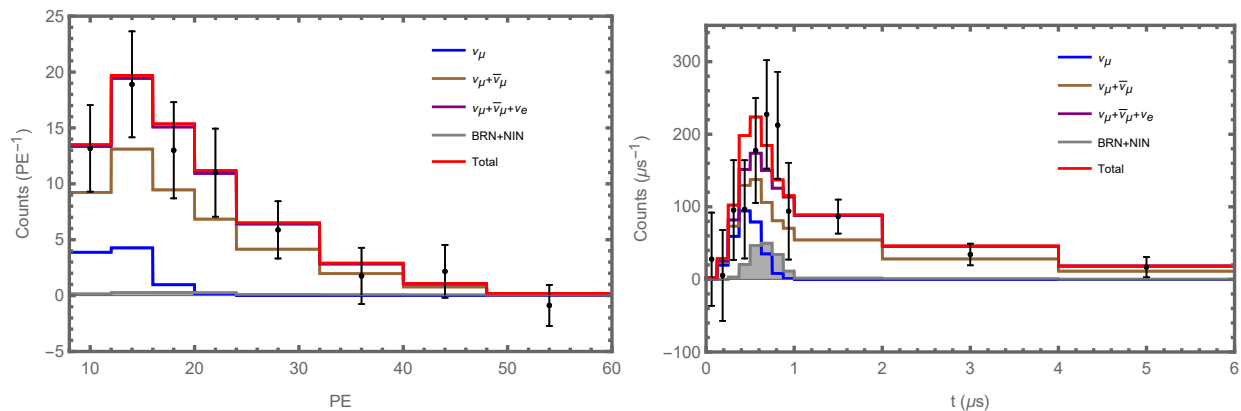 25
20
15
10
5
0
−5
10
20
30
40
50
60
Counts (PE⁻¹)
PE
νμ
νμ+ν̅μ
νμ+ν̅μ+νe
BRN+NIN
Total
300
200
100
0
−100
0
1
2
3
4
5
6
Counts (μs⁻¹)
t (μs)
νμ
νμ+ν̅μ
νμ+ν̅μ+νe
BRN+NIN
Total